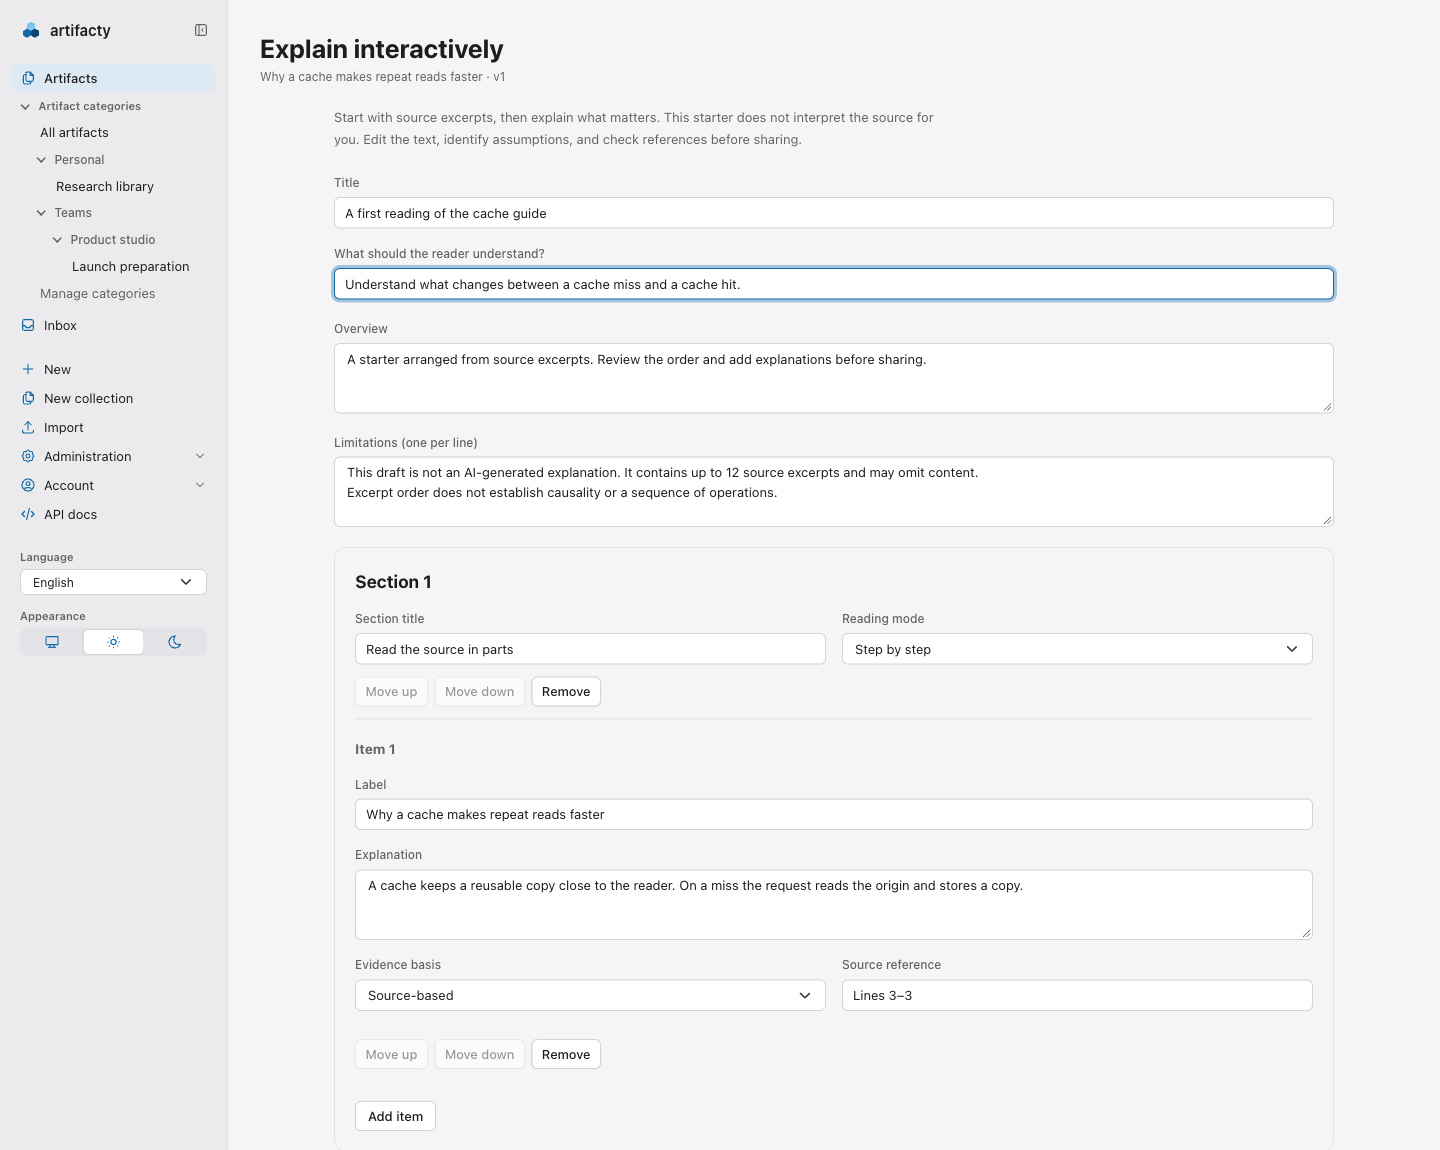 artifacty
Artifacts
Artifact categories
All artifacts
Personal
Research library
Teams
Product studio
Launch preparation
Manage categories
Inbox
New
New collection
Import
Administration
Account
API docs
Language
English
Appearance
Explain interactively
Why a cache makes repeat reads faster · v1
Start with source excerpts, then explain what matters. This starter does not interpret the source for
you. Edit the text, identify assumptions, and check references before sharing.
Title
A first reading of the cache guide
What should the reader understand?
Understand what changes between a cache miss and a cache hit.
Overview
A starter arranged from source excerpts. Review the order and add explanations before sharing.
Limitations (one per line)
This draft is not an AI-generated explanation. It contains up to 12 source excerpts and may omit content.
Excerpt order does not establish causality or a sequence of operations.
Section 1
Section title
Reading mode
Read the source in parts
Step by step
Move up
Move down
Remove
Item 1
Label
Why a cache makes repeat reads faster
Explanation
A cache keeps a reusable copy close to the reader. On a miss the request reads the origin and stores a copy.
Evidence basis
Source reference
Source-based
Lines 3–3
Move up
Move down
Remove
Add item